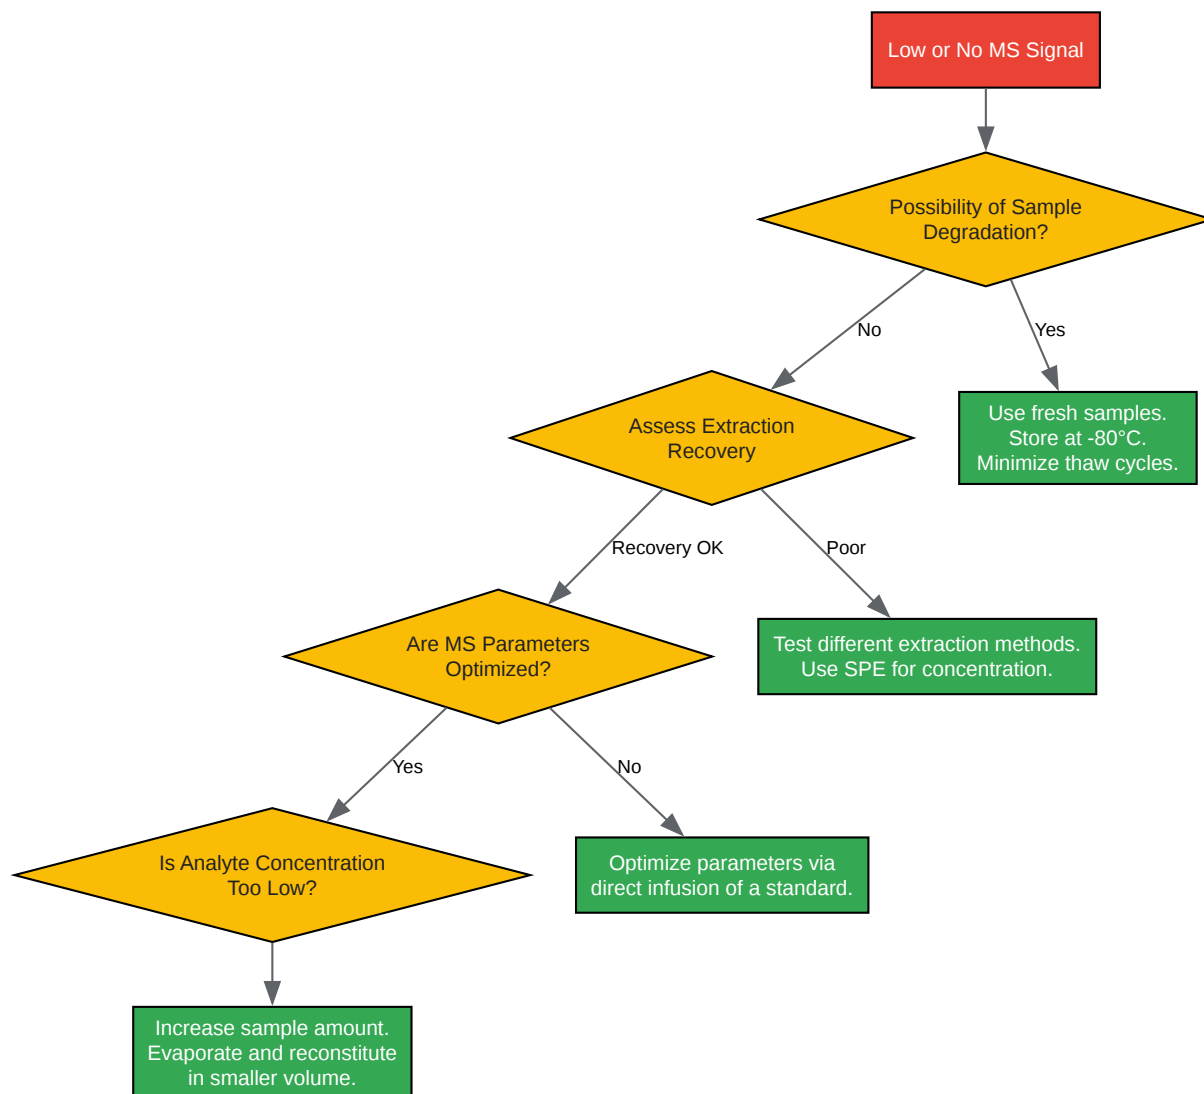 Low or No MS Signal
Possibility of Sample
Degradation?
No
Yes
Assess Extraction
Recovery
Use fresh samples.
Store at -80°C.
Minimize thaw cycles.
Recovery OK
Poor
Are MS Parameters
Optimized?
Test different extraction methods.
Use SPE for concentration.
Yes
No
Is Analyte Concentration
Too Low?
Optimize parameters via
direct infusion of a standard.
Increase sample amount.
Evaporate and reconstitute
in smaller volume.